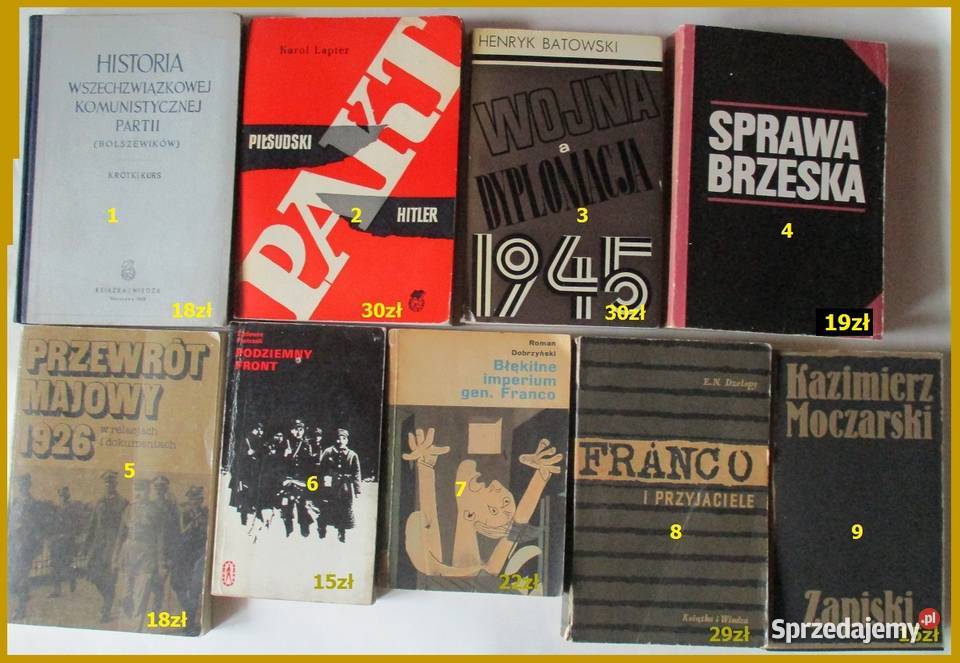 HISTORIA
WSZECHZWIĄZKOWEJ
KOMUNISTYCZNEJ
PARTII
(BOLSZEWIKÓW)
KRÓTKI KURS
1
KSIĄŻKA i WIEDZA
18zł
Karol Lapter
PAKT
PIŁSUDSKI
HITLER
2
30zł
HENRYK BATOWSKI
WOJNA
a
DYPLOMACJA
3
1945
30zł
SPRAWA
BRZESKA
4
19zł
PRZEWRÓT
MAJOWY
1926 w relacjach
i dokumentach
5
18zł
PODZIEMNY
FRONT
6
15zł
Roman
Dobrzyński
Błękitne
imperium
gen. Franco
7
22zł
E.N. Dzelepy
FRANCO
I PRZYJACIELE
8
Książka i Wiedza
29zł
Kazimierz
Moczarski
9
Zapiski
Sprzedajemy.pl